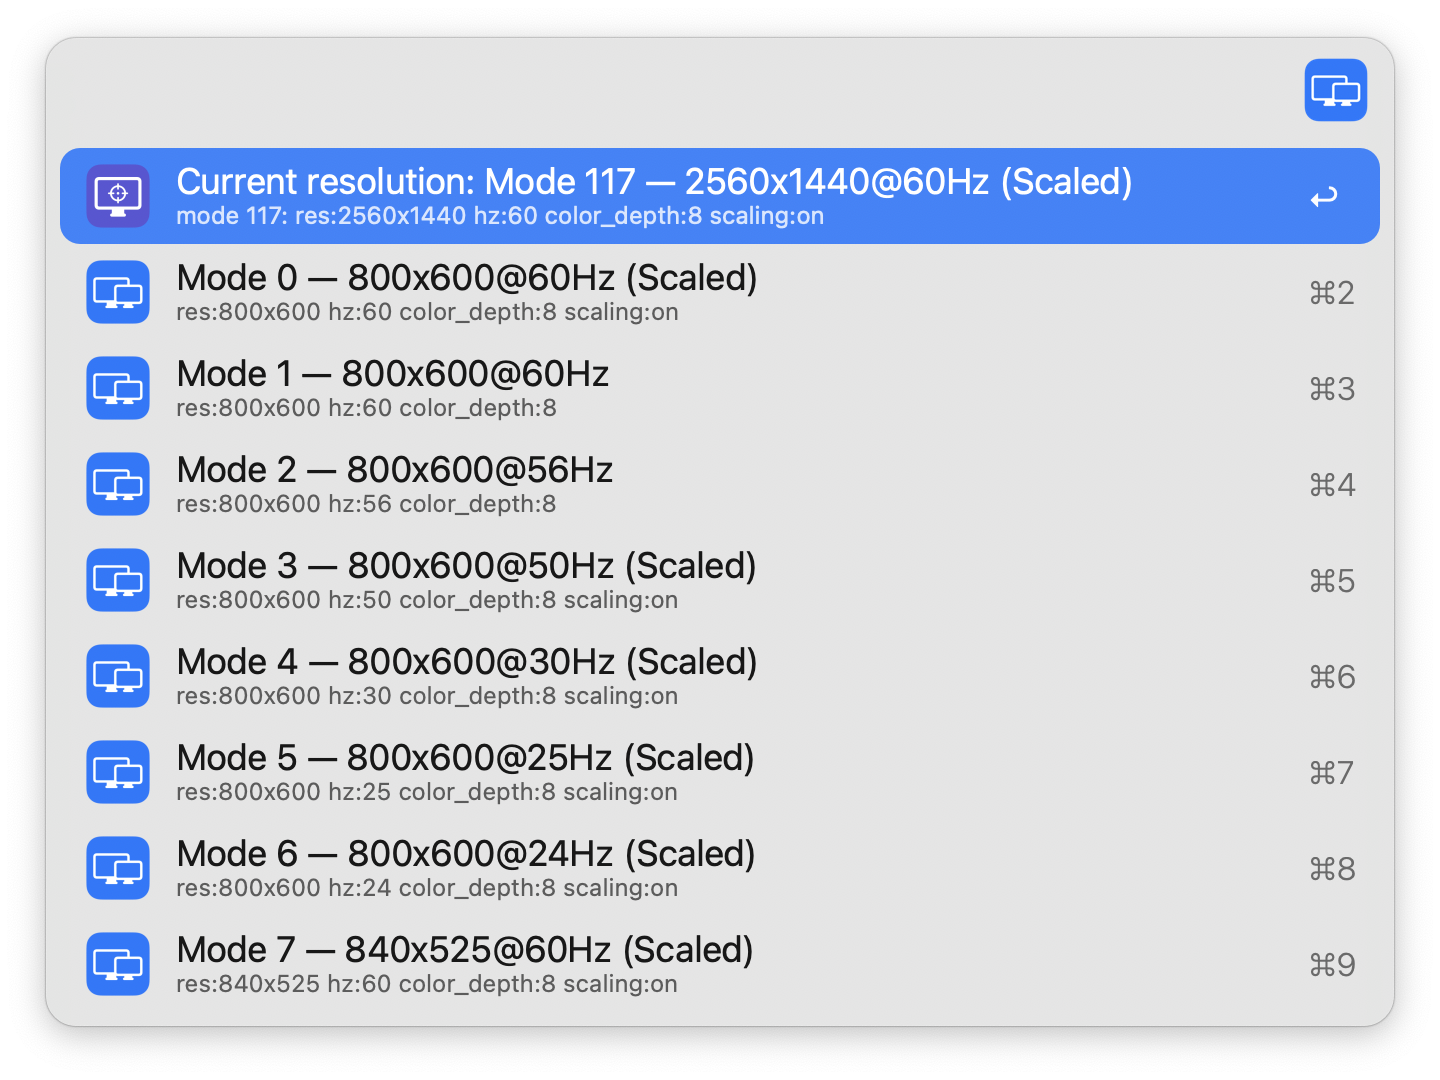 Current resolution: Mode 117 — 2560x1440@60Hz (Scaled)
mode 117: res:2560x1440 hz:60 color_depth:8 scaling:on
Mode 0 — 800x600@60Hz (Scaled)
res:800x600 hz:60 color_depth:8 scaling:on
⌘2
Mode 1 — 800x600@60Hz
res:800x600 hz:60 color_depth:8
⌘3
Mode 2 — 800x600@56Hz
res:800x600 hz:56 color_depth:8
⌘4
Mode 3 — 800x600@50Hz (Scaled)
res:800x600 hz:50 color_depth:8 scaling:on
⌘5
Mode 4 — 800x600@30Hz (Scaled)
res:800x600 hz:30 color_depth:8 scaling:on
⌘6
Mode 5 — 800x600@25Hz (Scaled)
res:800x600 hz:25 color_depth:8 scaling:on
⌘7
Mode 6 — 800x600@24Hz (Scaled)
res:800x600 hz:24 color_depth:8 scaling:on
⌘8
Mode 7 — 840x525@60Hz (Scaled)
res:840x525 hz:60 color_depth:8 scaling:on
⌘9